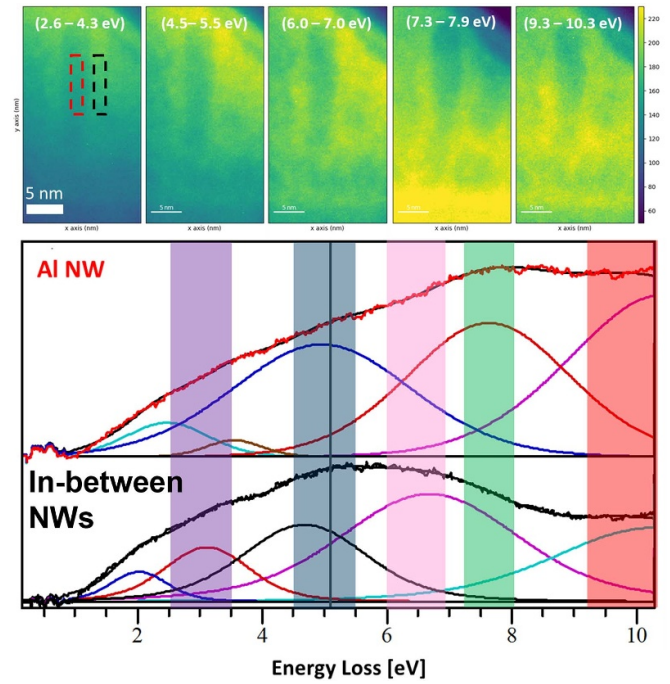 (2.6 – 4.3 eV) (4.5 – 5.5 eV) (6.0 – 7.0 eV) (7.3 – 7.9 eV) (9.3 – 10.3 eV)
220
200
180
160
140
120
100
80
60
y axis (nm)
5 nm 5 nm 5 nm 5 nm 5 nm
x axis (nm) x axis (nm) x axis (nm) x axis (nm) x axis (nm)
Al NW
In-between
NWs
2 4 6 8 10
Energy Loss [eV]